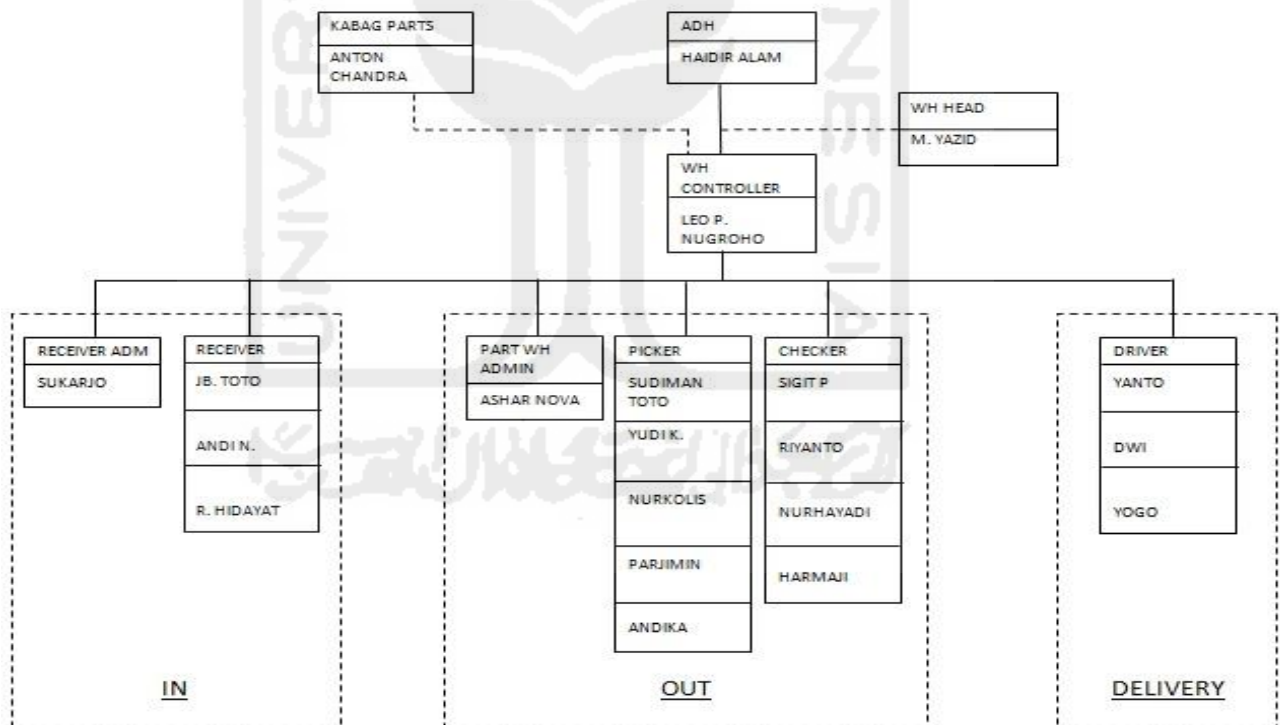 KABAG PARTS
ANTON
CHANDRA
ADH
HAIDIR ALAM
WH HEAD
M. YAZID
WH
CONTROLLER
LEO P.
NUGROHO
RECEIVER ADM
SUKARJO
RECEIVER
JB. TOTO
ANDI N.
R. HIDAYAT
PART WH
ADMIN
ASHAR NOVA
PICKER
SUDIMAN
TOTO
YUDI K.
NURKOLIS
PARJIMIN
ANDIKA
CHECKER
SIGIT P
RIYANTO
NURHAYADI
HARMAJI
DRIVER
YANTO
DWI
YOGO
IN
OUT
DELIVERY